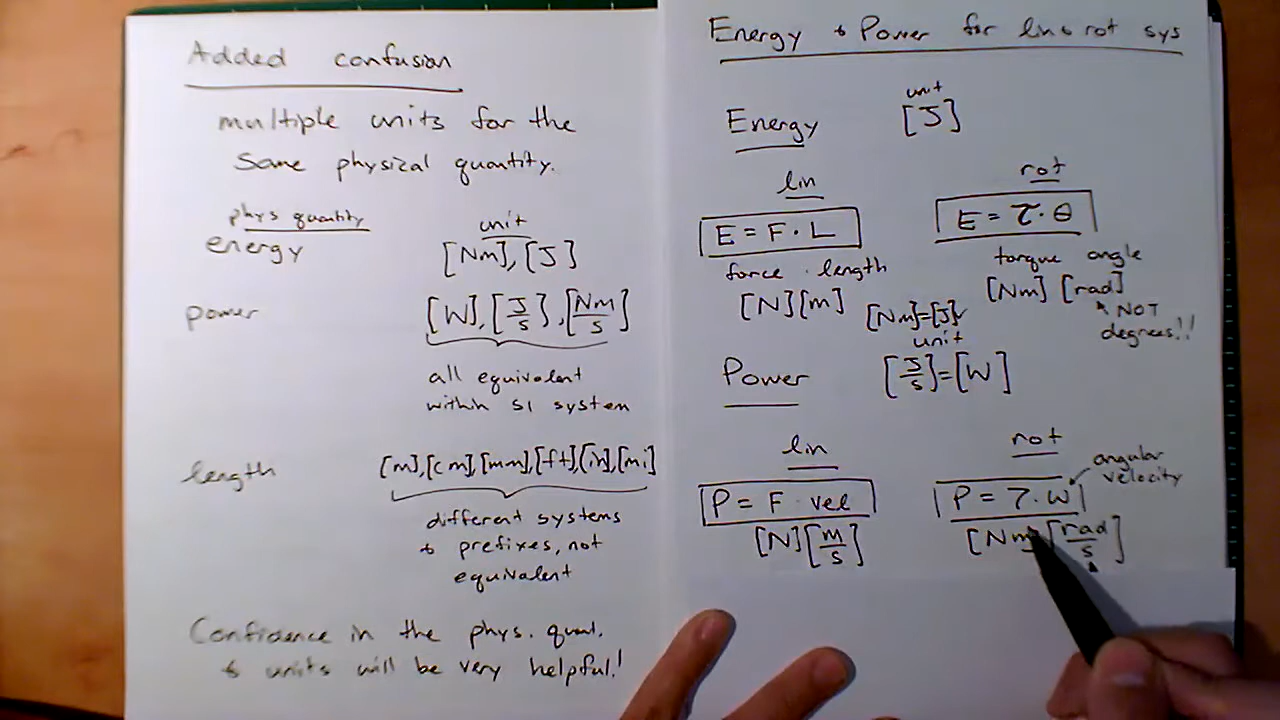 Added confusion
multiple units for the
same physical quantity.
phys quantity
unit
energy
[Nm], [J]
power
[W], [J/s], [Nm/s]
all equivalent
within SI system
length
[m],[cm],[mm],[ft],[in],[mi]
different systems
& prefixes, not
equivalent
Confidence in the phys. quant.
& units will be very helpful!
Energy & Power for lin & rot sys
unit
Energy [J]
lin
rot
E = F · L
E = τ · θ
force · length
torque angle
[N][m]
[Nm] [rad]
[Nm]=[J]
NOT
degrees!!
unit
Power [J/s]=[W]
lin
rot
angular
velocity
P = F · vel
P = τ · ω
[N][m/s]
[Nm][rad/s]